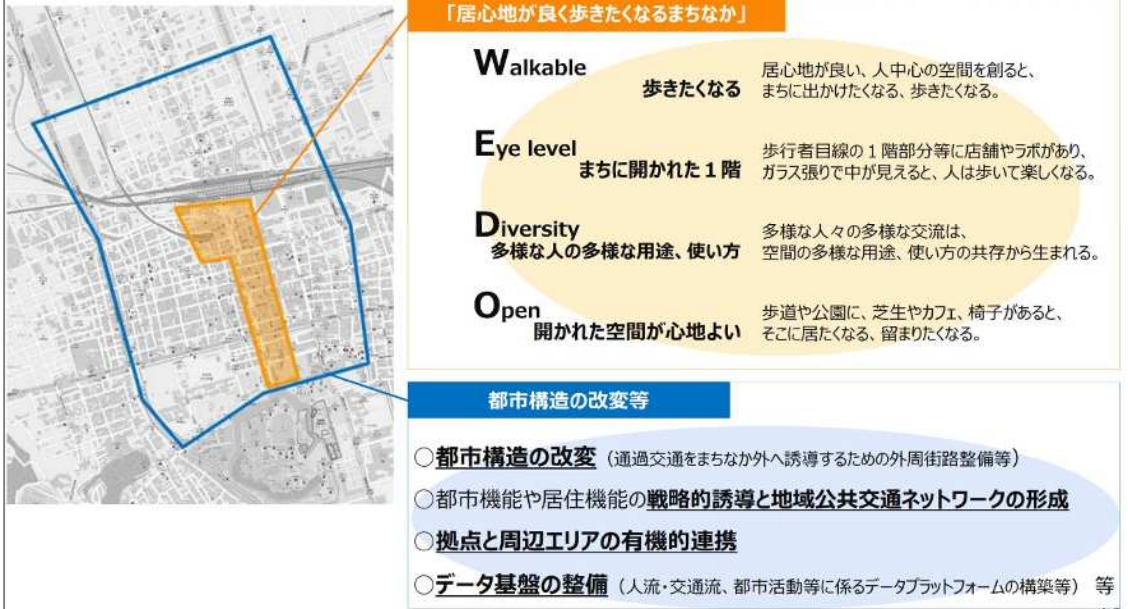 「居心地が良く歩きたくなるまちなか」
Walkable
歩きたくなる
居心地が良い、人中心の空間を創ると、
まちに出かけたくなる、歩きたくなる。
Eye level
まちに開かれた１階
歩行者目線の１階部分等に店舗やラボがあり、
ガラス張りで中が見えると、人は歩いて楽しくなる。
Diversity
多様な人の多様な用途、使い方
多様な人々の多様な交流は、
空間の多様な用途、使い方の共存から生まれる。
Open
開かれた空間が心地よい
歩道や公園に、芝生やカフェ、椅子があると、
そこに居たくなる、留まりたくなる。
都市構造の改変等
○都市構造の改変（通過交通をまちなか外へ誘導するための外周街路整備等）
○都市機能や居住機能の戦略的誘導と地域公共交通ネットワークの形成
○拠点と周辺エリアの有機的連携
○データ基盤の整備（人流・交通流、都市活動等に係るデータプラットフォームの構築等） 等